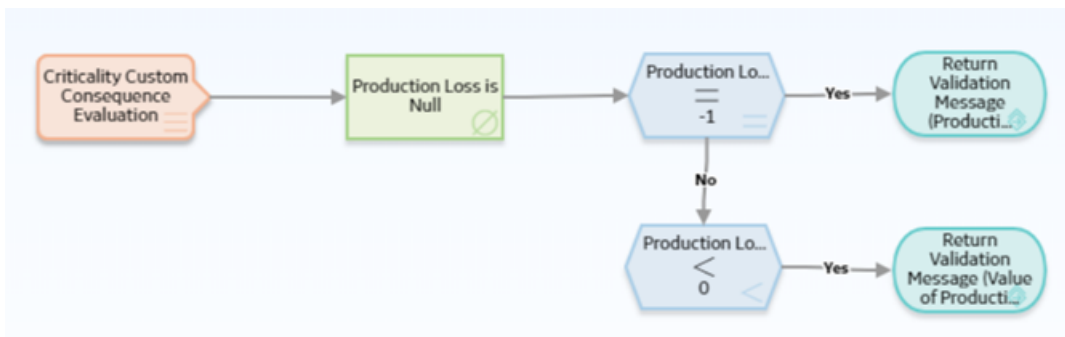 Criticality Custom
Consequence
Evaluation
Production Loss is
Null
Production Lo...
=
-1
Yes
Return
Validation
Message
(Producti...
No
Production Lo...
<
0
Yes
Return
Validation
Message (Value
of Producti...